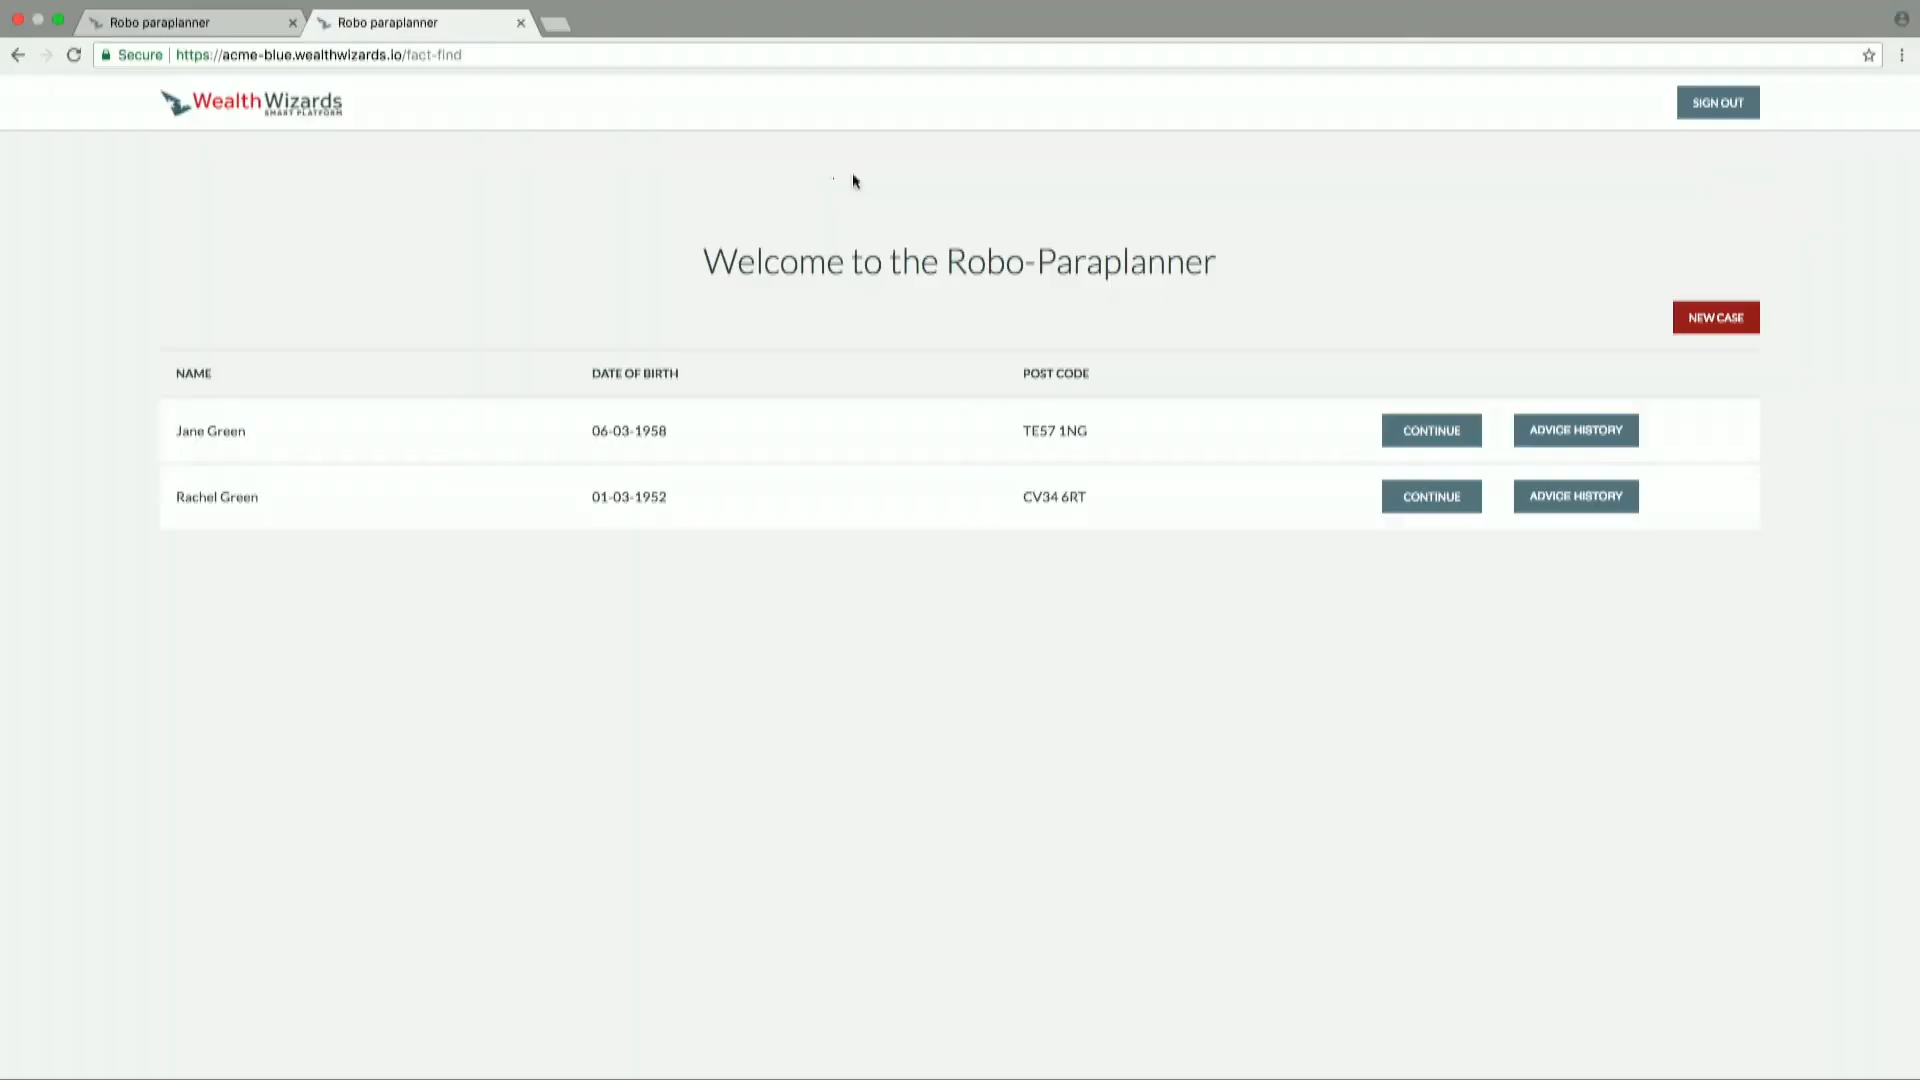 Robo paraplanner
Robo paraplanner
Secure https://acme-blue.wealthwizards.io/fact-find
WealthWizards
SMART PLATFORM
SIGN OUT
Welcome to the Robo-Paraplanner
NEW CASE
NAME DATE OF BIRTH POST CODE
Jane Green 06-03-1958 TE57 1NG CONTINUE ADVICE HISTORY
Rachel Green 01-03-1952 CV34 6RT CONTINUE ADVICE HISTORY